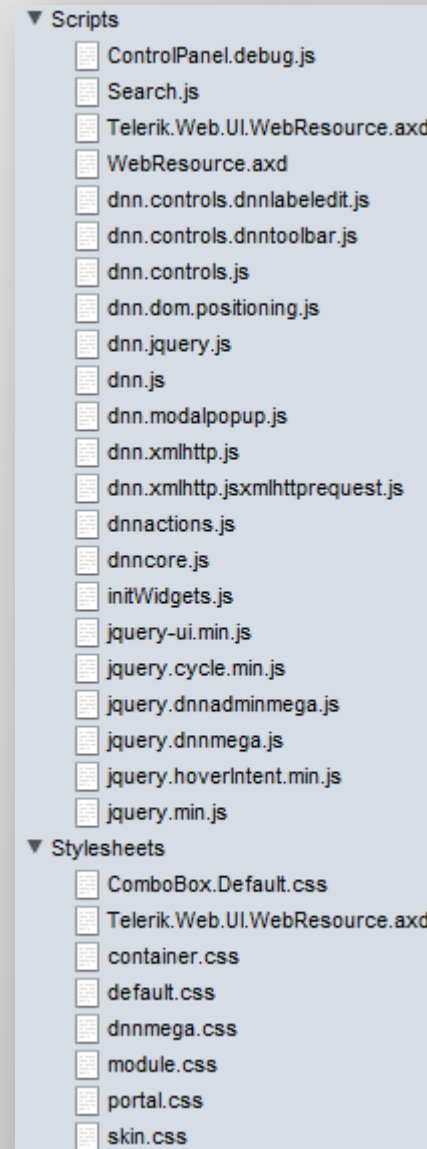 Scripts
ControlPanel.debug.js
Search.js
Telerik.Web.UI.WebResource.axd
WebResource.axd
dnn.controls.dnnlabeledit.js
dnn.controls.dnntoolbar.js
dnn.controls.js
dnn.dom.positioning.js
dnn.jquery.js
dnn.js
dnn.modalpopup.js
dnn.xmlhttp.js
dnn.xmlhttp.jsxmlhttprequest.js
dnnactions.js
dnncore.js
initWidgets.js
jquery-ui.min.js
jquery.cycle.min.js
jquery.dnnadminmega.js
jquery.dnnmega.js
jquery.hoverIntent.min.js
jquery.min.js
Stylesheets
ComboBox.Default.css
Telerik.Web.UI.WebResource.axd
container.css
default.css
dnnmega.css
module.css
portal.css
skin.css